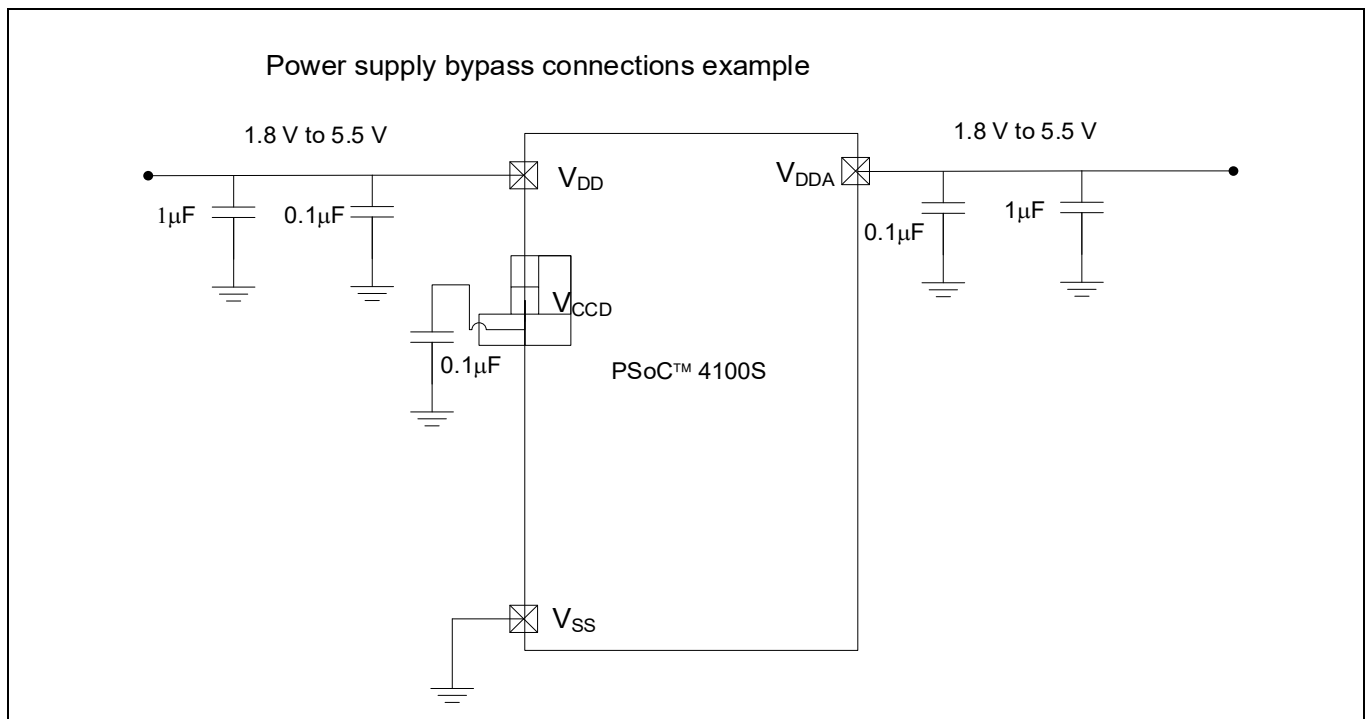 Power supply bypass connections example
1.8 V to 5.5 V
1.8 V to 5.5 V
VDD
VDDA
1μF
0.1μF
0.1μF
1μF
VCCD
0.1μF
PSoC™ 4100S
VSS